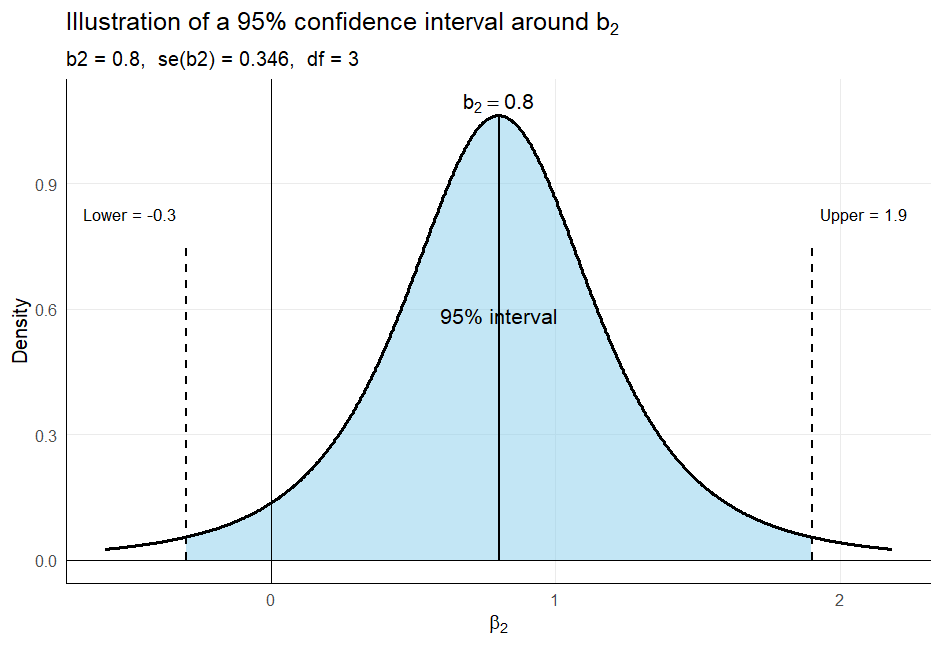 Illustration of a 95% confidence interval around b₂
b2 = 0.8,  se(b2) = 0.346,  df = 3
b₂ = 0.8
0.9
Lower = -0.3
Upper = 1.9
Density
0.6
95% interval
0.3
0.0
0
1
2
β₂